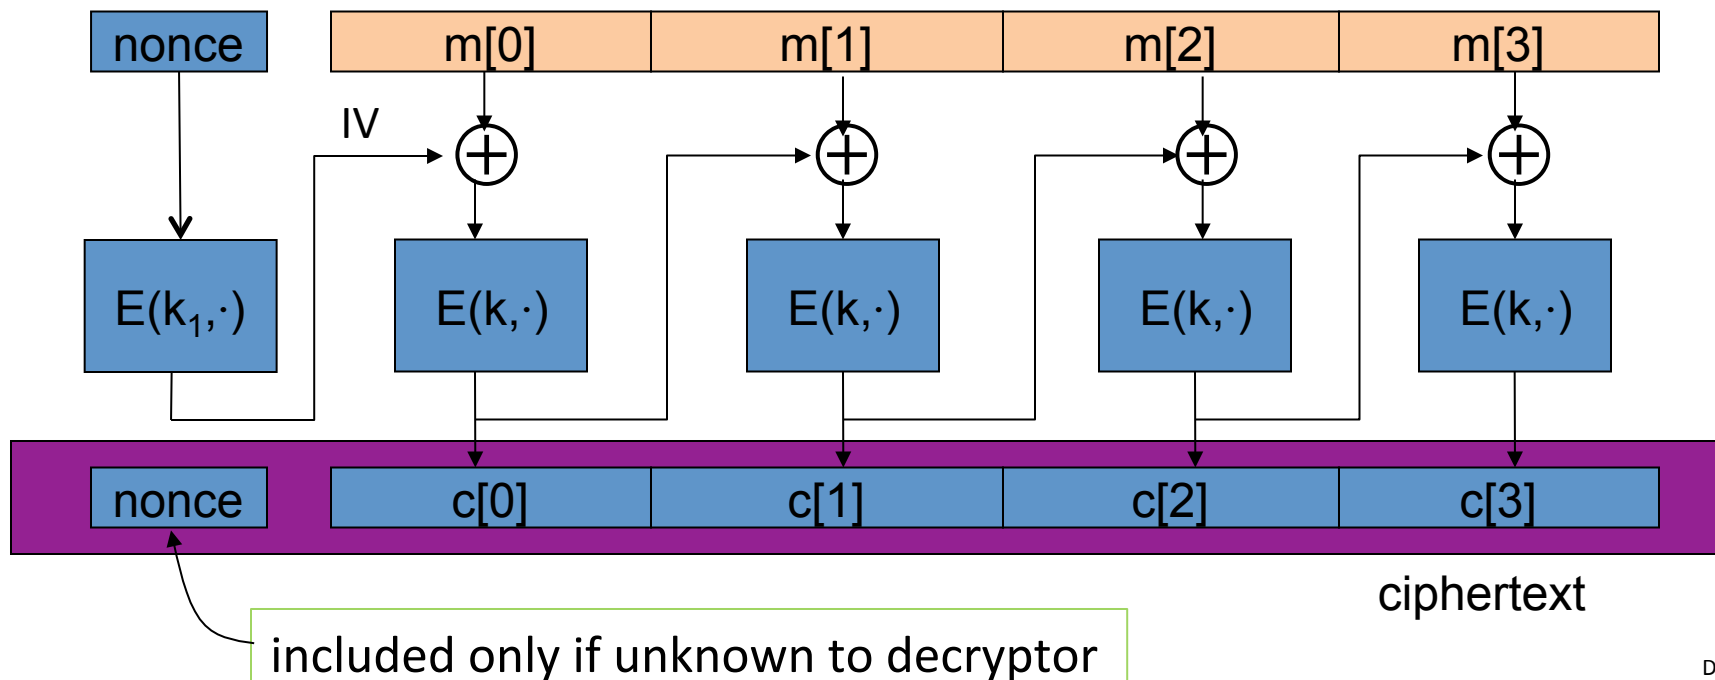 nonce m[0] m[1] m[2] m[3]
IV
E(k₁,·) E(k,·) E(k,·) E(k,·) E(k,·)
nonce c[0] c[1] c[2] c[3]
ciphertext
included only if unknown to decryptor
D